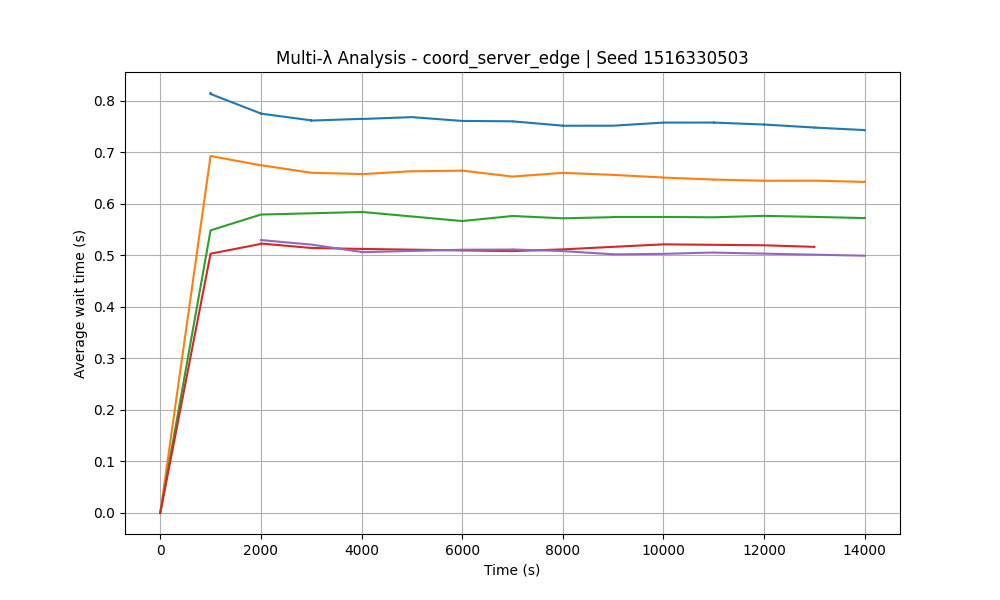 Multi-λ Analysis - coord_server_edge | Seed 1516330503
Average wait time (s)
0.8
0.7
0.6
0.5
0.4
0.3
0.2
0.1
0.0
0 2000 4000 6000 8000 10000 12000 14000
Time (s)